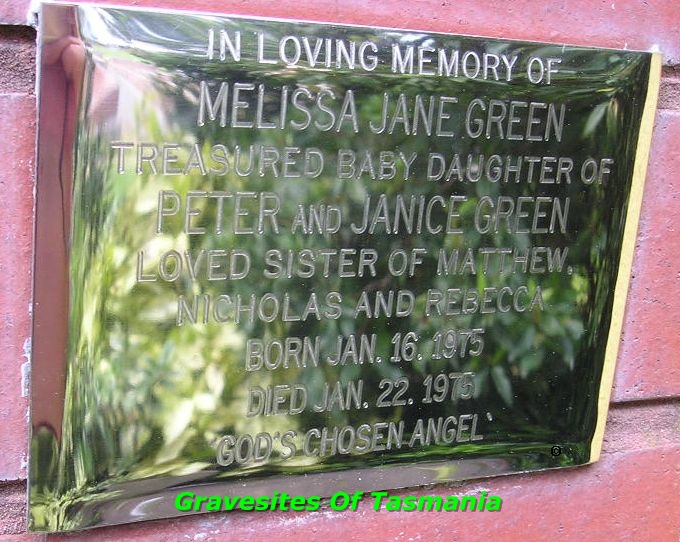 IN LOVING MEMORY OF
MELISSA JANE GREEN
TREASURED BABY DAUGHTER OF
PETER AND JANICE GREEN
LOVED SISTER OF MATTHEW,
NICHOLAS AND REBECCA
BORN JAN. 16. 1975
DIED JAN. 22. 1975
'GOD'S CHOSEN ANGEL'
Gravesites Of Tasmania